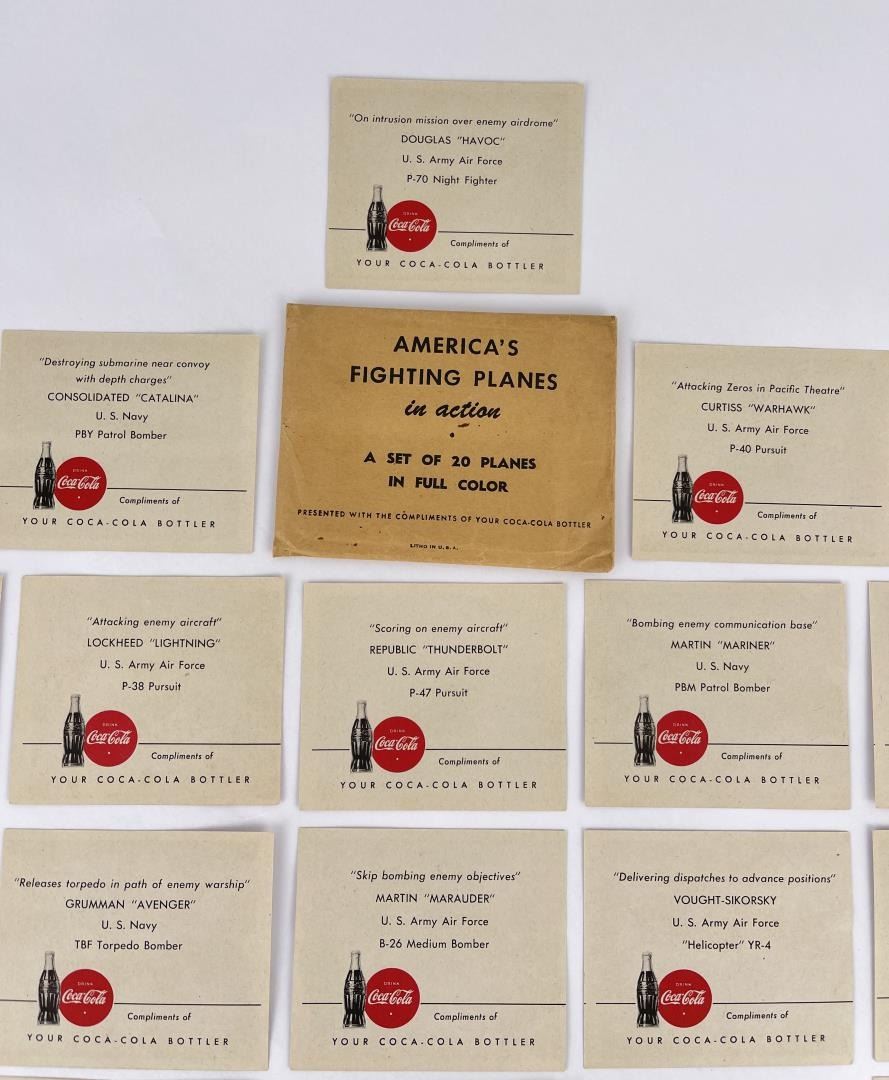 "On intrusion mission over enemy airdrome"
DOUGLAS "HAVOC"
U. S. Army Air Force
P-70 Night Fighter
DRINK
Coca-Cola
Compliments of
YOUR COCA-COLA BOTTLER
"Destroying submarine near convoy
with depth charges"
CONSOLIDATED "CATALINA"
U. S. Navy
PBY Patrol Bomber
DRINK
Coca-Cola
Compliments of
YOUR COCA-COLA BOTTLER
AMERICA'S
FIGHTING PLANES
in action
A SET OF 20 PLANES
IN FULL COLOR
PRESENTED WITH THE COMPLIMENTS OF YOUR COCA-COLA BOTTLER
LITHO IN U.S.A.
"Attacking Zeros in Pacific Theatre"
CURTISS "WARHAWK"
U. S. Army Air Force
P-40 Pursuit
DRINK
Coca-Cola
Compliments of
YOUR COCA-COLA BOTTLER
"Attacking enemy aircraft"
LOCKHEED "LIGHTNING"
U. S. Army Air Force
P-38 Pursuit
DRINK
Coca-Cola
Compliments of
YOUR COCA-COLA BOTTLER
"Scoring on enemy aircraft"
REPUBLIC "THUNDERBOLT"
U. S. Army Air Force
P-47 Pursuit
DRINK
Coca-Cola
Compliments of
YOUR COCA-COLA BOTTLER
"Bombing enemy communication base"
MARTIN "MARINER"
U. S. Navy
PBM Patrol Bomber
DRINK
Coca-Cola
Compliments of
YOUR COCA-COLA BOTTLER
"Releases torpedo in path of enemy warship"
GRUMMAN "AVENGER"
U. S. Navy
TBF Torpedo Bomber
DRINK
Coca-Cola
Compliments of
YOUR COCA-COLA BOTTLER
"Skip bombing enemy objectives"
MARTIN "MARAUDER"
U. S. Army Air Force
B-26 Medium Bomber
DRINK
Coca-Cola
Compliments of
YOUR COCA-COLA BOTTLER
"Delivering dispatches to advance positions"
VOUGHT-SIKORSKY
U. S. Army Air Force
"Helicopter" YR-4
DRINK
Coca-Cola
Compliments of
YOUR COCA-COLA BOTTLER